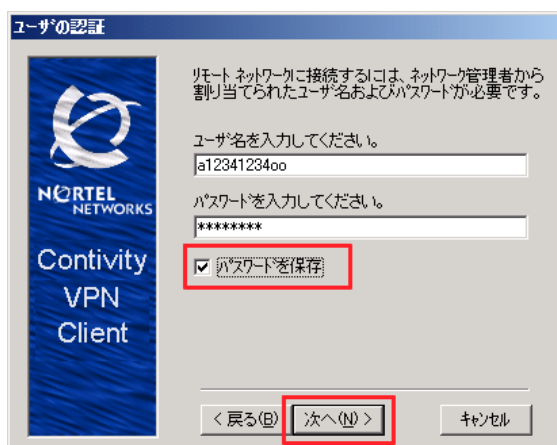 ユーザの認証
リモート ネットワークに接続するには、ネットワーク管理者から
割り当てられたユーザ名およびパスワードが必要です。
ユーザ名を入力してください。
a12341234oo
パスワードを入力してください。
********
パスワードを保存
NORTEL
NETWORKS
Contivity
VPN
Client
< 戻る(B)
次へ(N) >
キャンセル